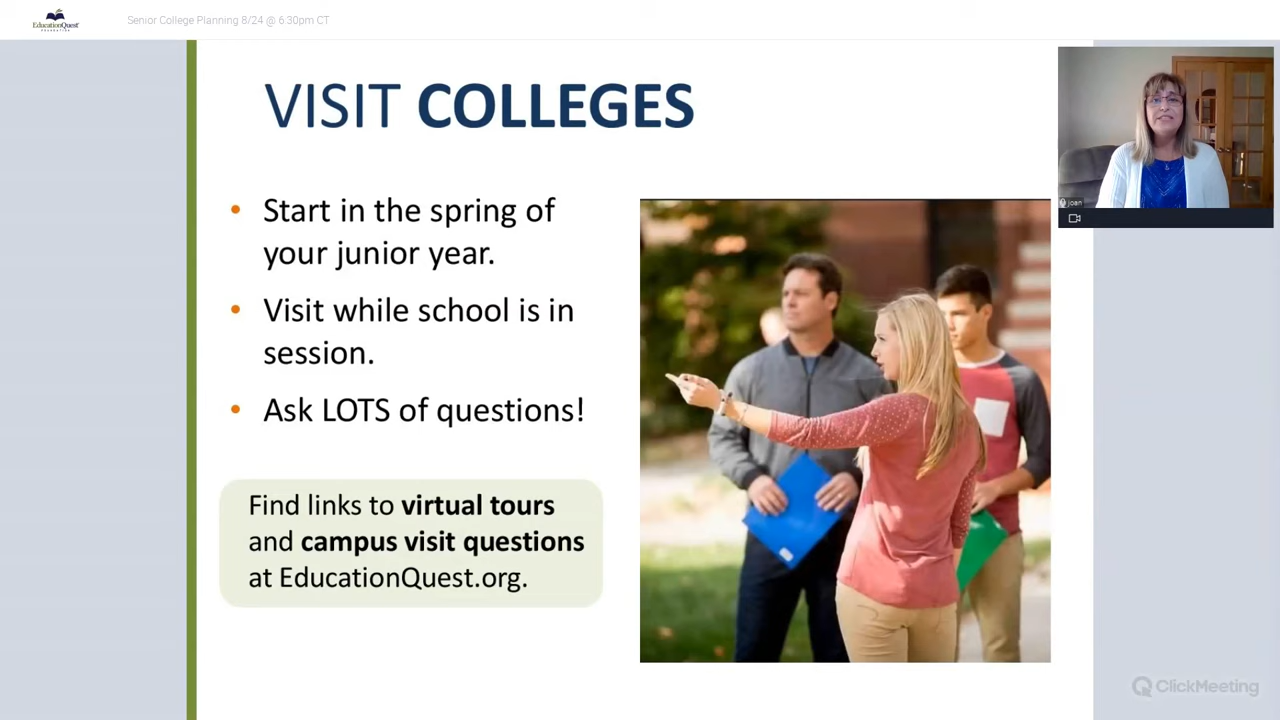 EducationQuest
FOUNDATION
Senior College Planning 8/24 @ 6:30pm CT
VISIT COLLEGES
• Start in the spring of
your junior year.
• Visit while school is in
session.
• Ask LOTS of questions!
Find links to virtual tours
and campus visit questions
at EducationQuest.org.
joan
ClickMeeting